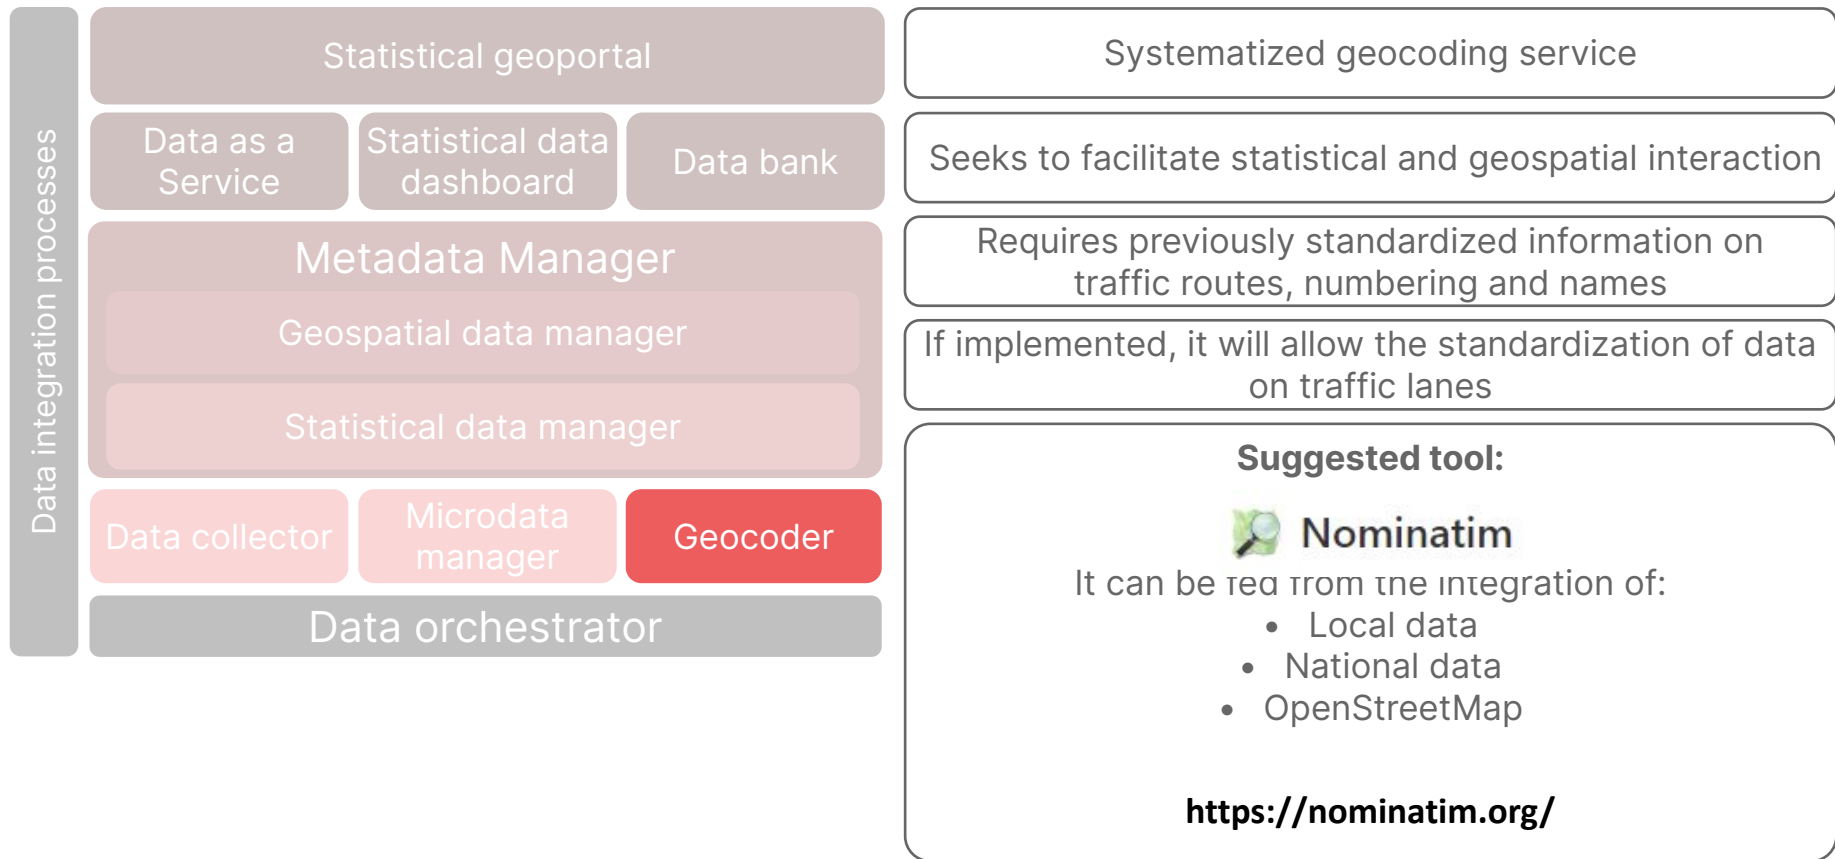 Data integration processes
Statistical geoportal
Data as a
Service
Statistical data
dashboard
Data bank
Metadata Manager
Geospatial data manager
Statistical data manager
Data collector
Microdata
manager
Geocoder
Data orchestrator
Systematized geocoding service
Seeks to facilitate statistical and geospatial interaction
Requires previously standardized information on
traffic routes, numbering and names
If implemented, it will allow the standardization of data
on traffic lanes
Suggested tool:
Nominatim
It can be fed from the integration of:
• Local data
• National data
• OpenStreetMap
https://nominatim.org/